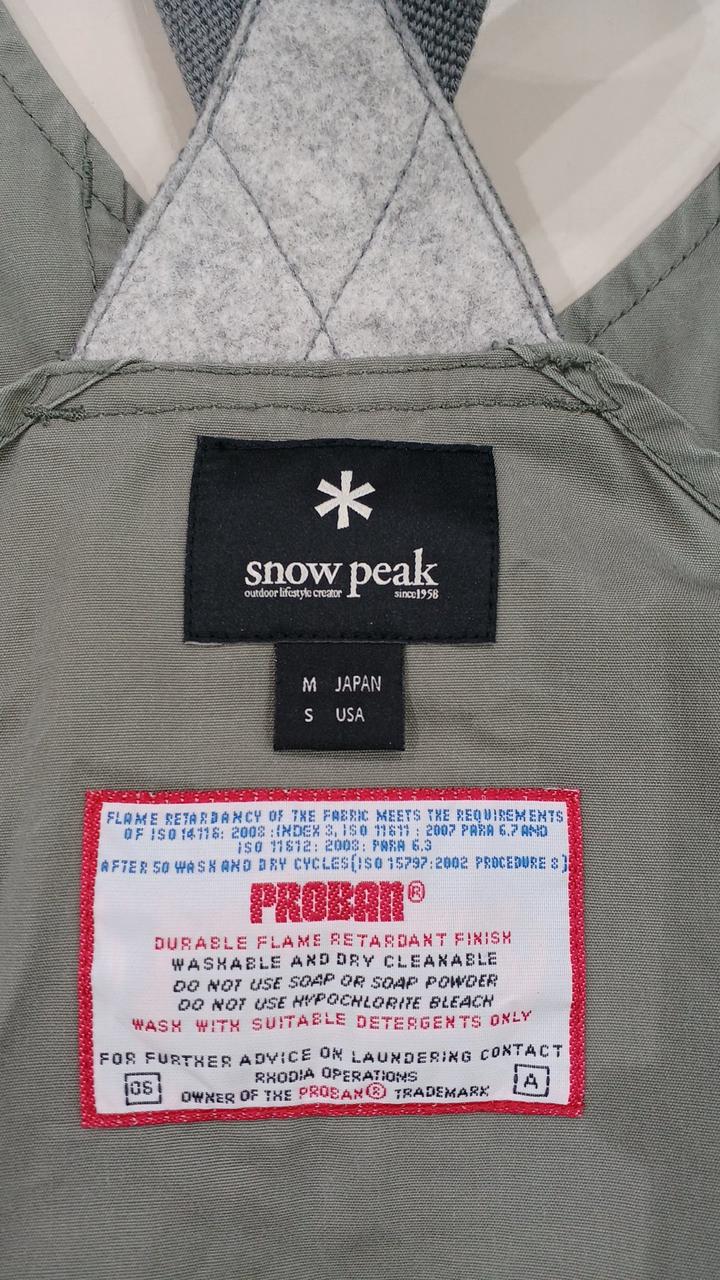 snow peak
outdoor lifestyle creator since1958
M JAPAN
S USA
FLAME RETARDANCY OF THE FABRIC MEETS THE REQUIREMENTS
OF ISO 14116: 2008 :INDEX 3, ISO 11611 : 2007 PARA 6.7 AND
ISO 11612: 2008: PARA 6.3
AFTER 50 WASH AND DRY CYCLES(ISO 15797:2002 PROCEDURE 8)
PROBAN®
DURABLE FLAME RETARDANT FINISH
WASHABLE AND DRY CLEANABLE
DO NOT USE SOAP OR SOAP POWDER
DO NOT USE HYPOCHLORITE BLEACH
WASH WITH SUITABLE DETERGENTS ONLY
FOR FURTHER ADVICE ON LAUNDERING CONTACT
RHODIA OPERATIONS
OWNER OF THE PROBAN® TRADEMARK
A